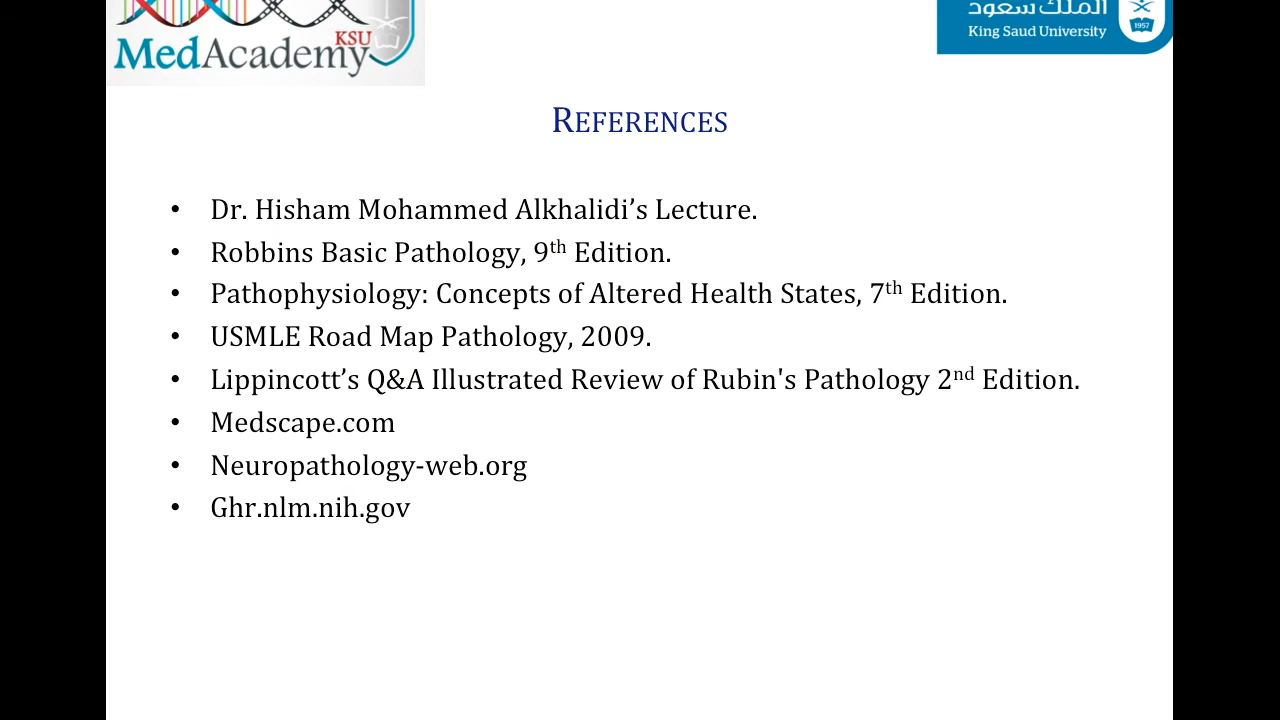 KSU
MedAcademy
الملك سعود
King Saud University
1957
REFERENCES
• Dr. Hisham Mohammed Alkhalidi’s Lecture.
• Robbins Basic Pathology, 9th Edition.
• Pathophysiology: Concepts of Altered Health States, 7th Edition.
• USMLE Road Map Pathology, 2009.
• Lippincott’s Q&A Illustrated Review of Rubin's Pathology 2nd Edition.
• Medscape.com
• Neuropathology-web.org
• Ghr.nlm.nih.gov